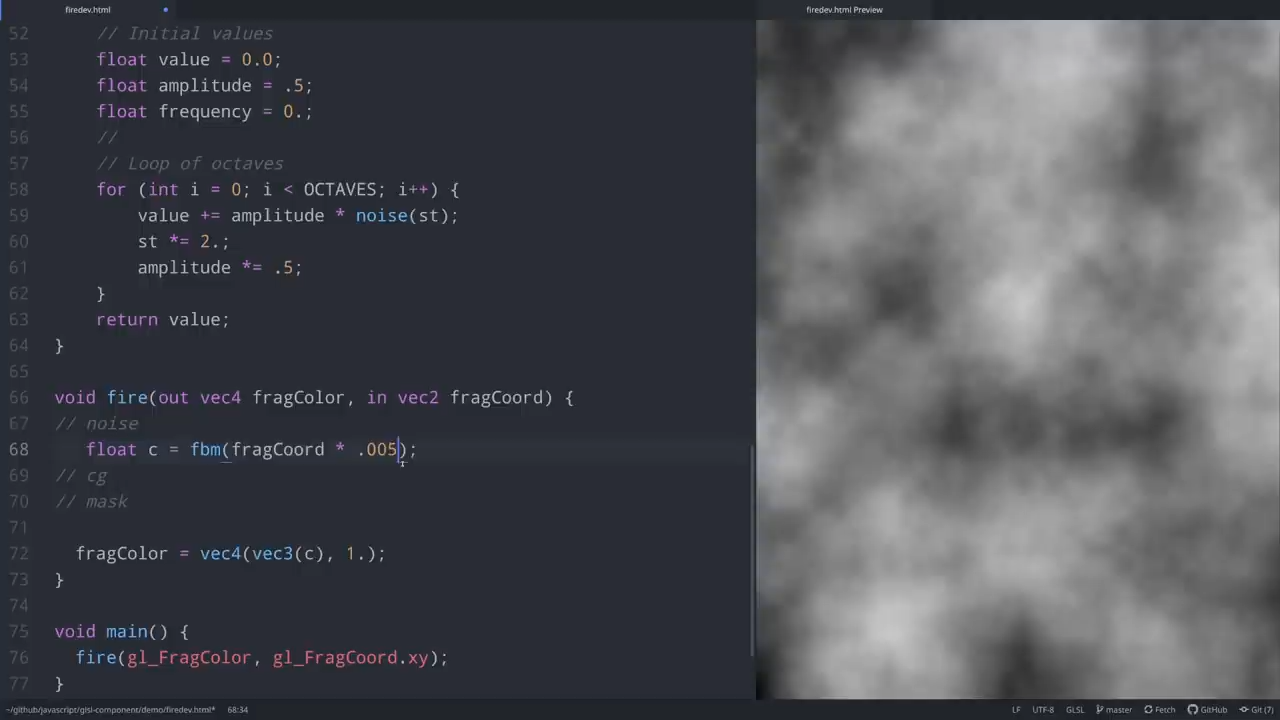 firedev.html
firedev.html Preview
52 // Initial values
53 float value = 0.0;
54 float amplitude = .5;
55 float frequency = 0.;
56 //
57 // Loop of octaves
58 for (int i = 0; i < OCTAVES; i++) {
59 value += amplitude * noise(st);
60 st *= 2.;
61 amplitude *= .5;
62 }
63 return value;
64 }
65
66 void fire(out vec4 fragColor, in vec2 fragCoord) {
67 // noise
68 float c = fbm(fragCoord * .005);
69 // cg
70 // mask
71
72 fragColor = vec4(vec3(c), 1.);
73 }
74
75 void main() {
76 fire(gl_FragColor, gl_FragCoord.xy);
77 }
~/github/javascript/glsl-component/demo/firedev.html* 68:34 LF UTF-8 GLSL master Fetch GitHub Git (7)